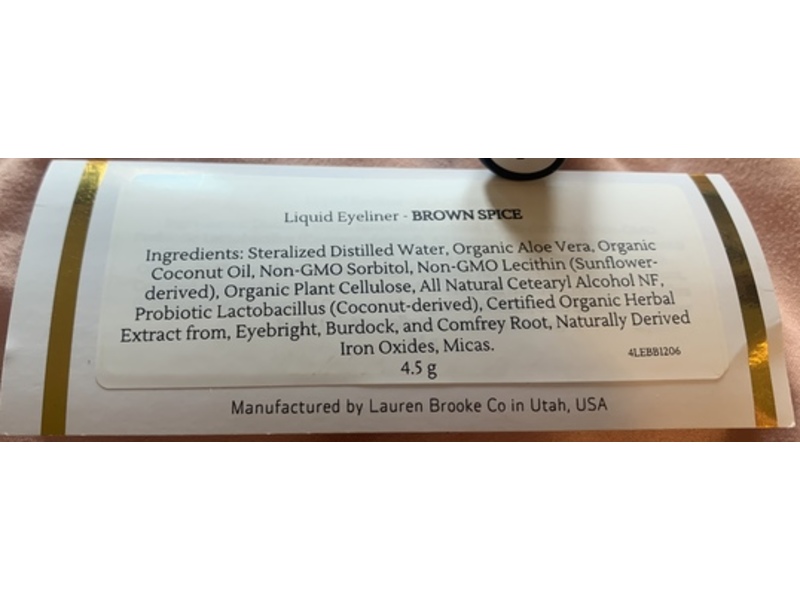 Liquid Eyeliner - BROWN SPICE
Ingredients: Steralized Distilled Water, Organic Aloe Vera, Organic
Coconut Oil, Non-GMO Sorbitol, Non-GMO Lecithin (Sunflower-
derived), Organic Plant Cellulose, All Natural Cetearyl Alcohol NF,
Probiotic Lactobacillus (Coconut-derived), Certified Organic Herbal
Extract from, Eyebright, Burdock, and Comfrey Root, Naturally Derived
Iron Oxides, Micas.
4LEBB1206
4.5 g
Manufactured by Lauren Brooke Co in Utah, USA